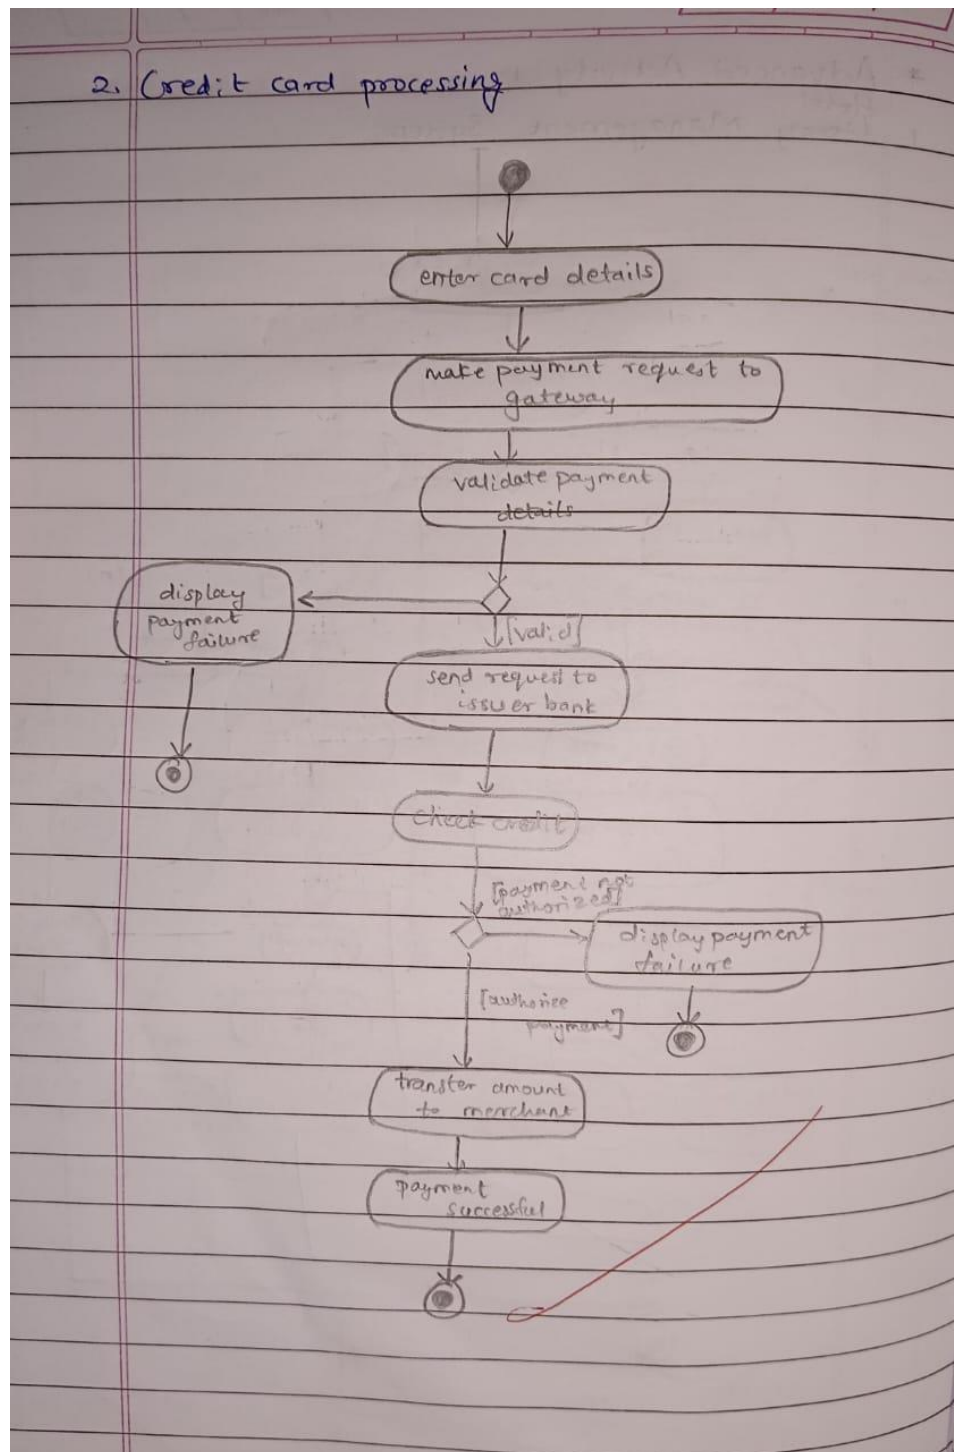 2. Credit card processing
enter card details
make payment request to
gateway
validate payment
details
display
payment
failure
[valid]
send request to
issuer bank
check credit
[payment not
authorized]
display payment
failure
[authorize
payment]
transfer amount
to merchant
payment
successful